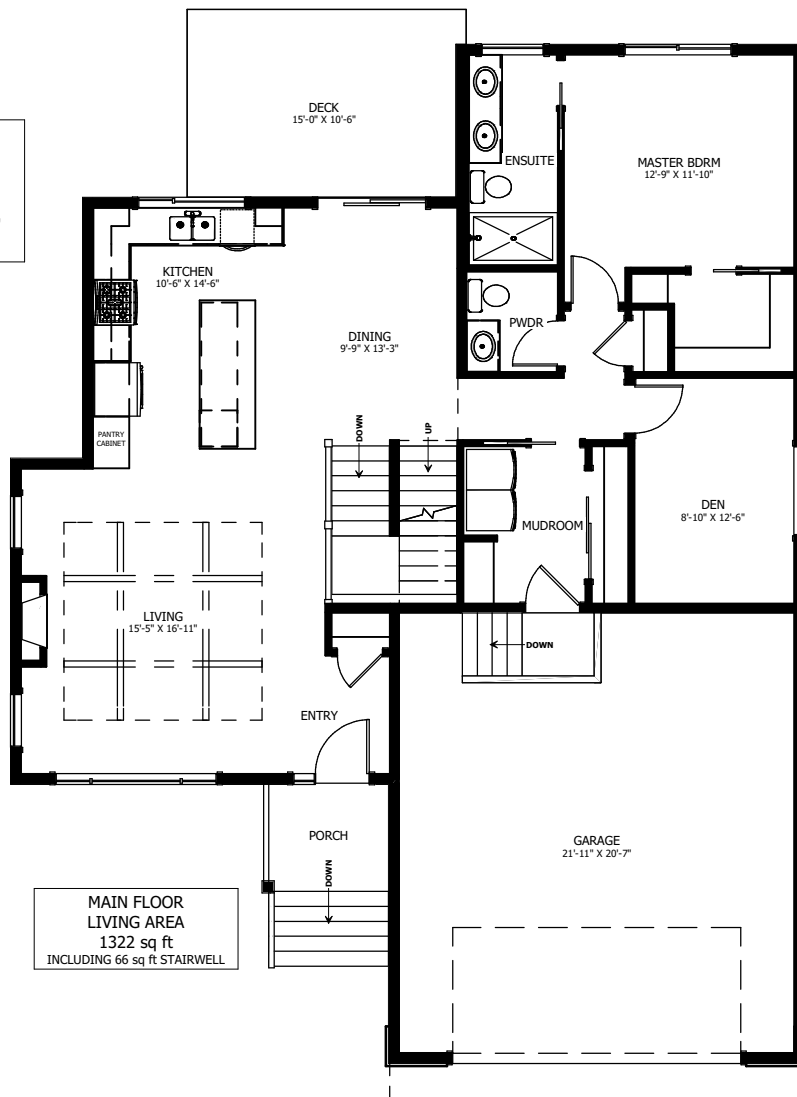 DECK
15'-0" X 10'-6"
ENSUITE
MASTER BDRM
12'-9" X 11'-10"
KITCHEN
10'-6" X 14'-6"
PWDR
DINING
9'-9" X 13'-3"
PANTRY
CABINET
DOWN
UP
MUDROOM
DEN
8'-10" X 12'-6"
LIVING
15'-5" X 16'-11"
DOWN
ENTRY
PORCH
DOWN
GARAGE
21'-11" X 20'-7"
MAIN FLOOR
LIVING AREA
1322 sq ft
INCLUDING 66 sq ft STAIRWELL